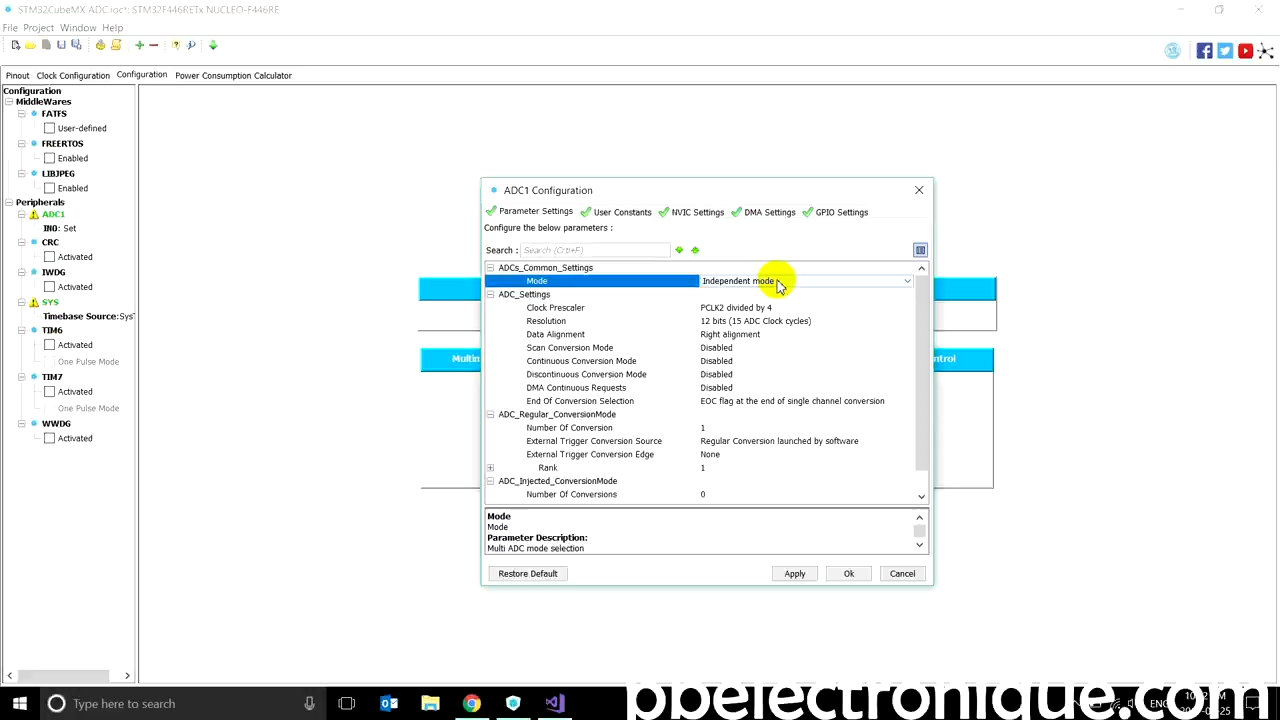 STM32CubeMX ADC.ioc*: STM32F446RETx NUCLEO-F446RE
File Project Window Help
Pinout Clock Configuration Configuration Power Consumption Calculator
Configuration
MiddleWares
FATFS
User-defined
FREERTOS
Enabled
LIBJPEG
Enabled
Peripherals
ADC1
IN0: Set
CRC
Activated
IWDG
Activated
SYS
Timebase Source:Sys
TIM6
Activated
One Pulse Mode
TIM7
Activated
One Pulse Mode
WWDG
Activated
ADC1 Configuration
Parameter Settings User Constants NVIC Settings DMA Settings GPIO Settings
Configure the below parameters :
Search : Search (Crtl+F)
ADCs_Common_Settings
Mode Independent mode
ADC_Settings
Clock Prescaler PCLK2 divided by 4
Resolution 12 bits (15 ADC Clock cycles)
Data Alignment Right alignment
Scan Conversion Mode Disabled
Continuous Conversion Mode Disabled
Discontinuous Conversion Mode Disabled
DMA Continuous Requests Disabled
End Of Conversion Selection EOC flag at the end of single channel conversion
ADC_Regular_ConversionMode
Number Of Conversion 1
External Trigger Conversion Source Regular Conversion launched by software
External Trigger Conversion Edge None
Rank 1
ADC_Injected_ConversionMode
Number Of Conversions 0
Mode
Mode
Parameter Description:
Multi ADC mode selection
Restore Default Apply Ok Cancel
Type here to search
bbelectronique.com